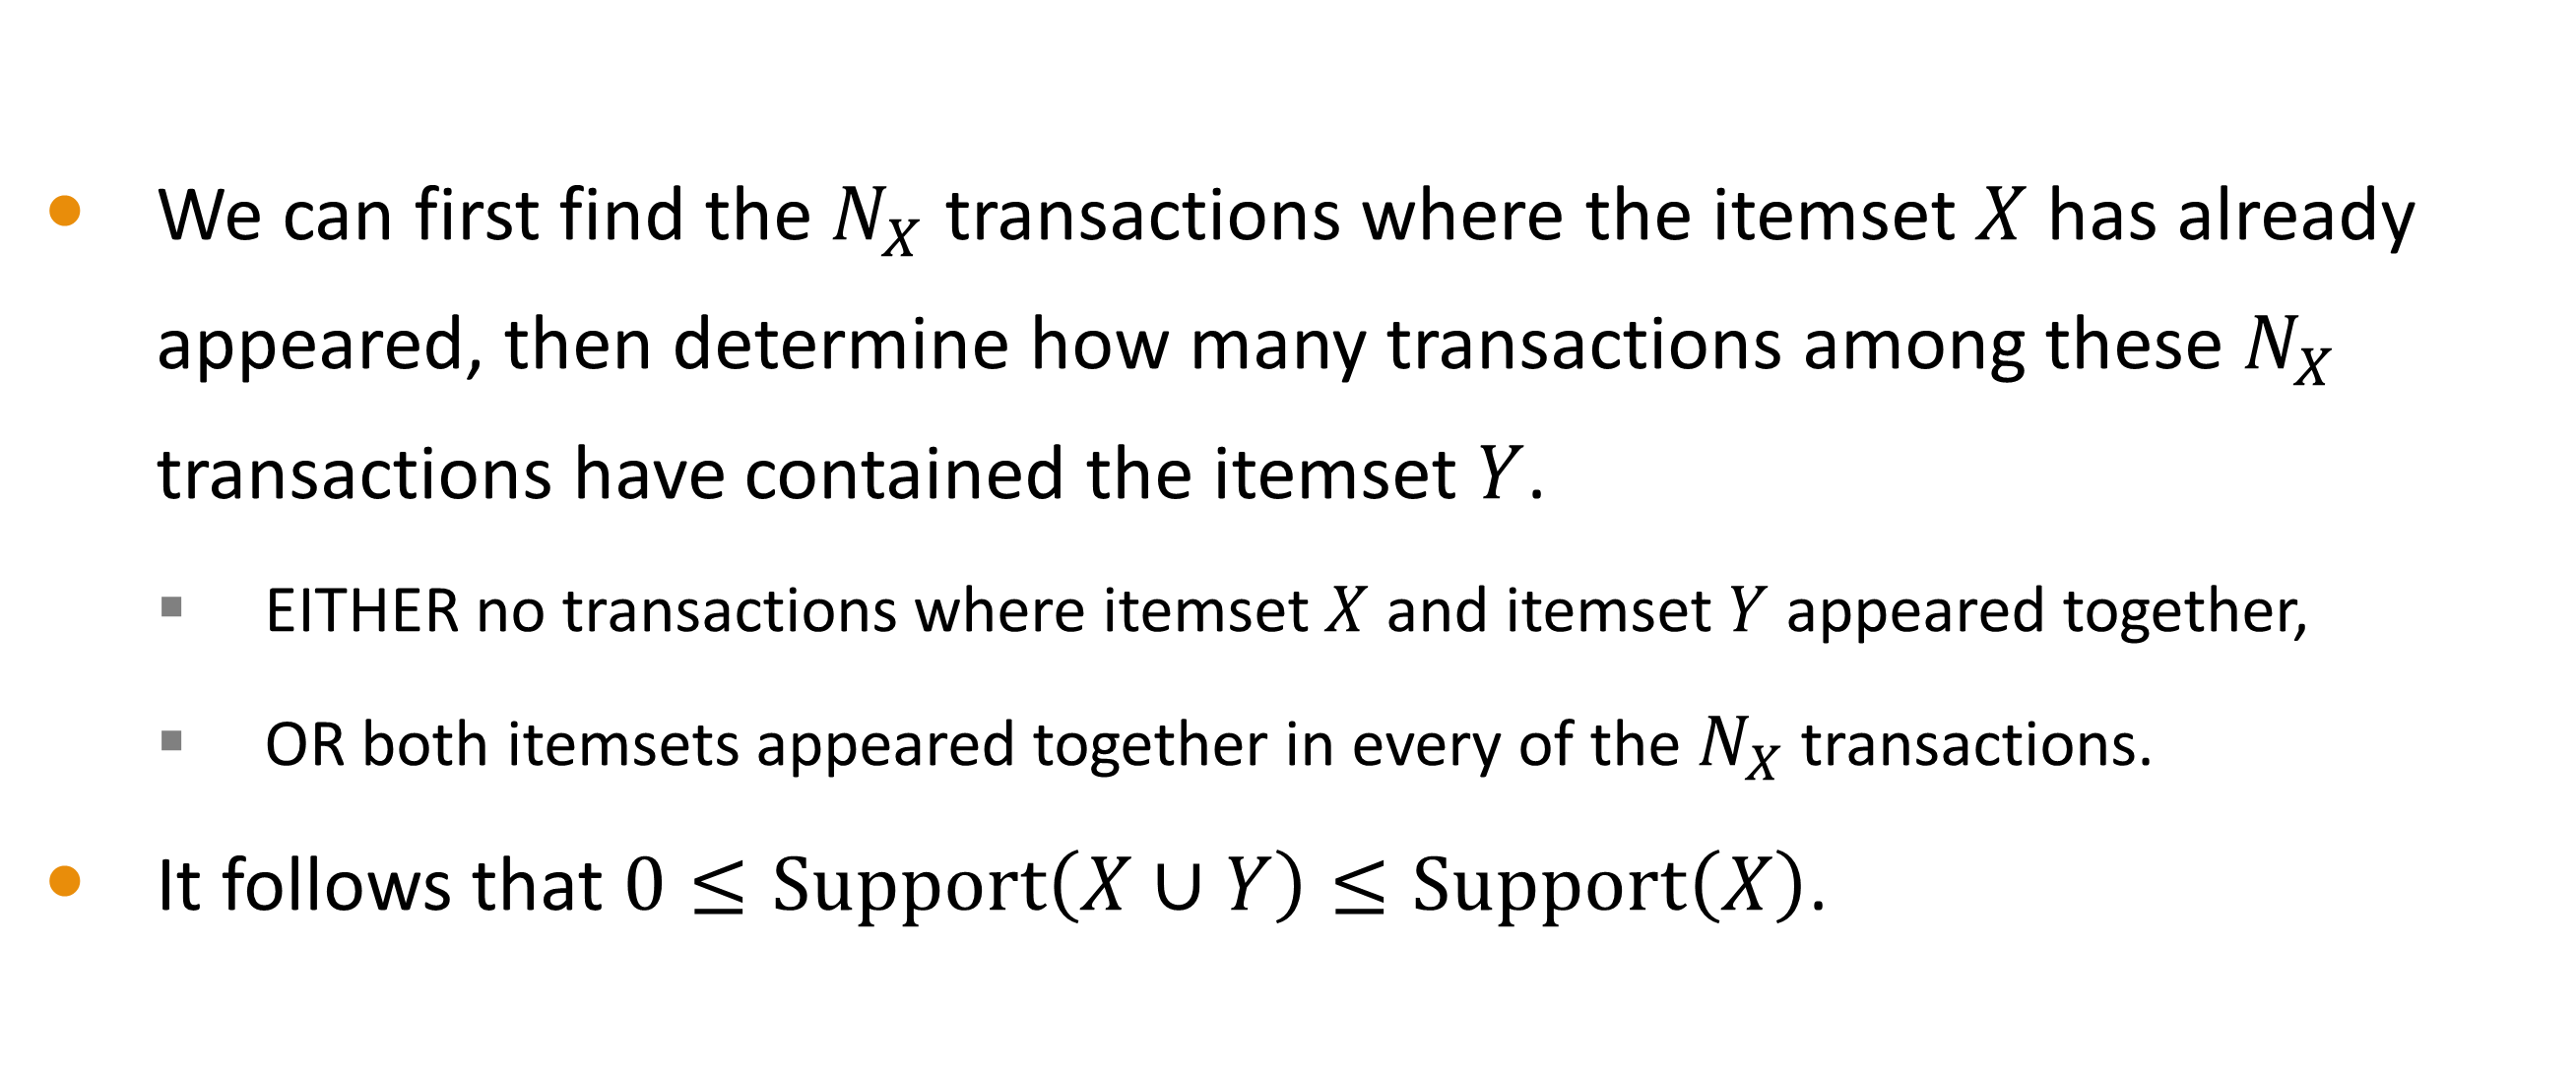 • We can first find the N_X transactions where the itemset X has already
appeared, then determine how many transactions among these N_X
transactions have contained the itemset Y.
▪ EITHER no transactions where itemset X and itemset Y appeared together,
▪ OR both itemsets appeared together in every of the N_X transactions.
• It follows that 0 ≤ Support(X ∪ Y) ≤ Support(X).